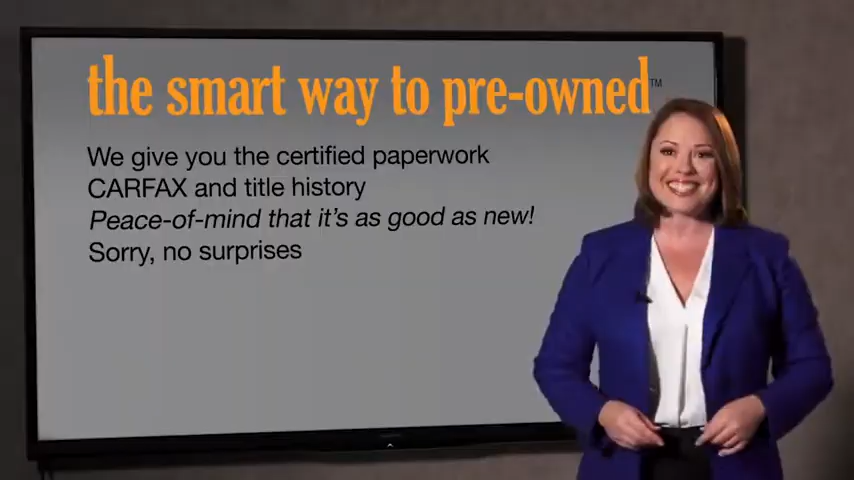 the smart way to pre-owned™
We give you the certified paperwork
CARFAX and title history
Peace-of-mind that it's as good as new!
Sorry, no surprises